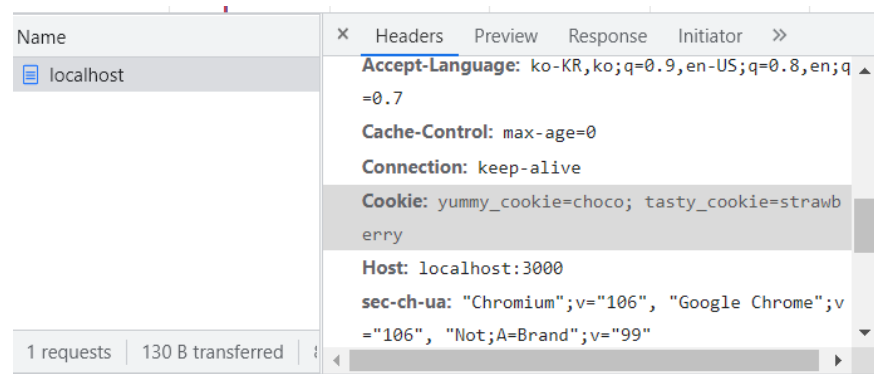 Name
localhost
1 requests
130 B transferred
× Headers Preview Response Initiator »
Accept-Language: ko-KR,ko;q=0.9,en-US;q=0.8,en;q
=0.7
Cache-Control: max-age=0
Connection: keep-alive
Cookie: yummy_cookie=choco; tasty_cookie=strawb
erry
Host: localhost:3000
sec-ch-ua: "Chromium";v="106", "Google Chrome";v
="106", "Not;A=Brand";v="99"